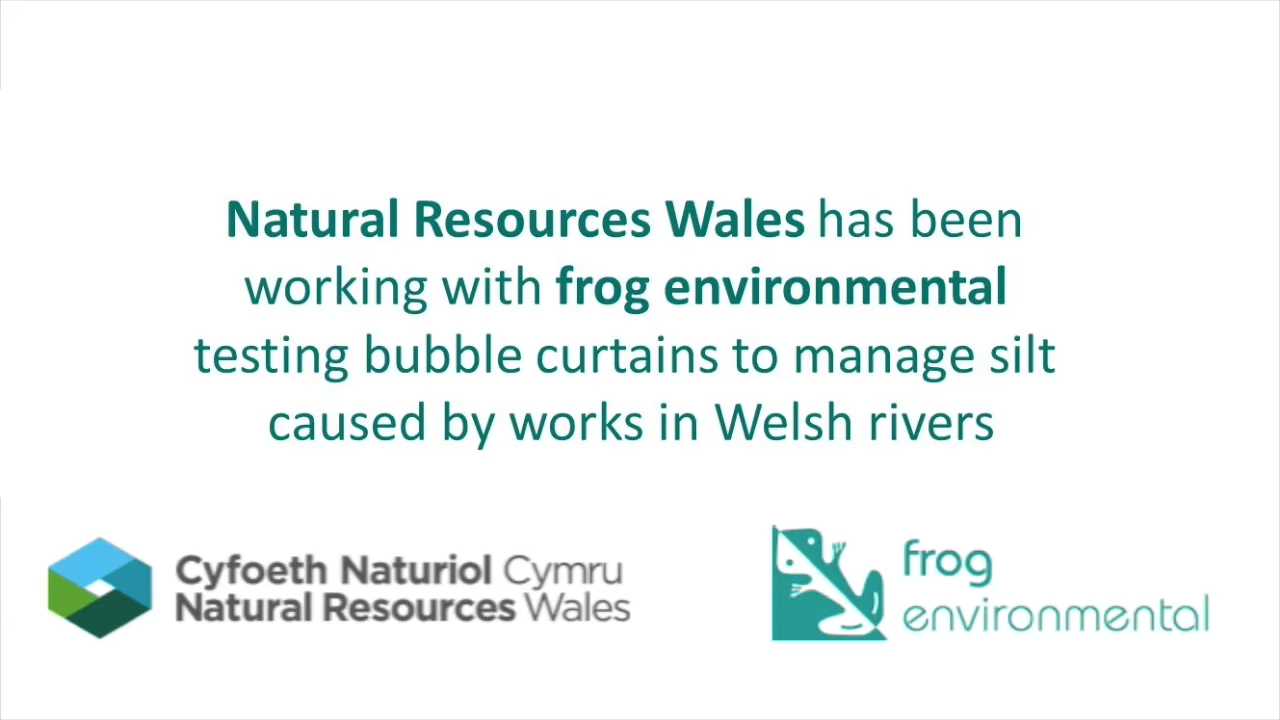 Natural Resources Wales has been
working with frog environmental
testing bubble curtains to manage silt
caused by works in Welsh rivers
Cyfoeth Naturiol Cymru
Natural Resources Wales
frog
environmental